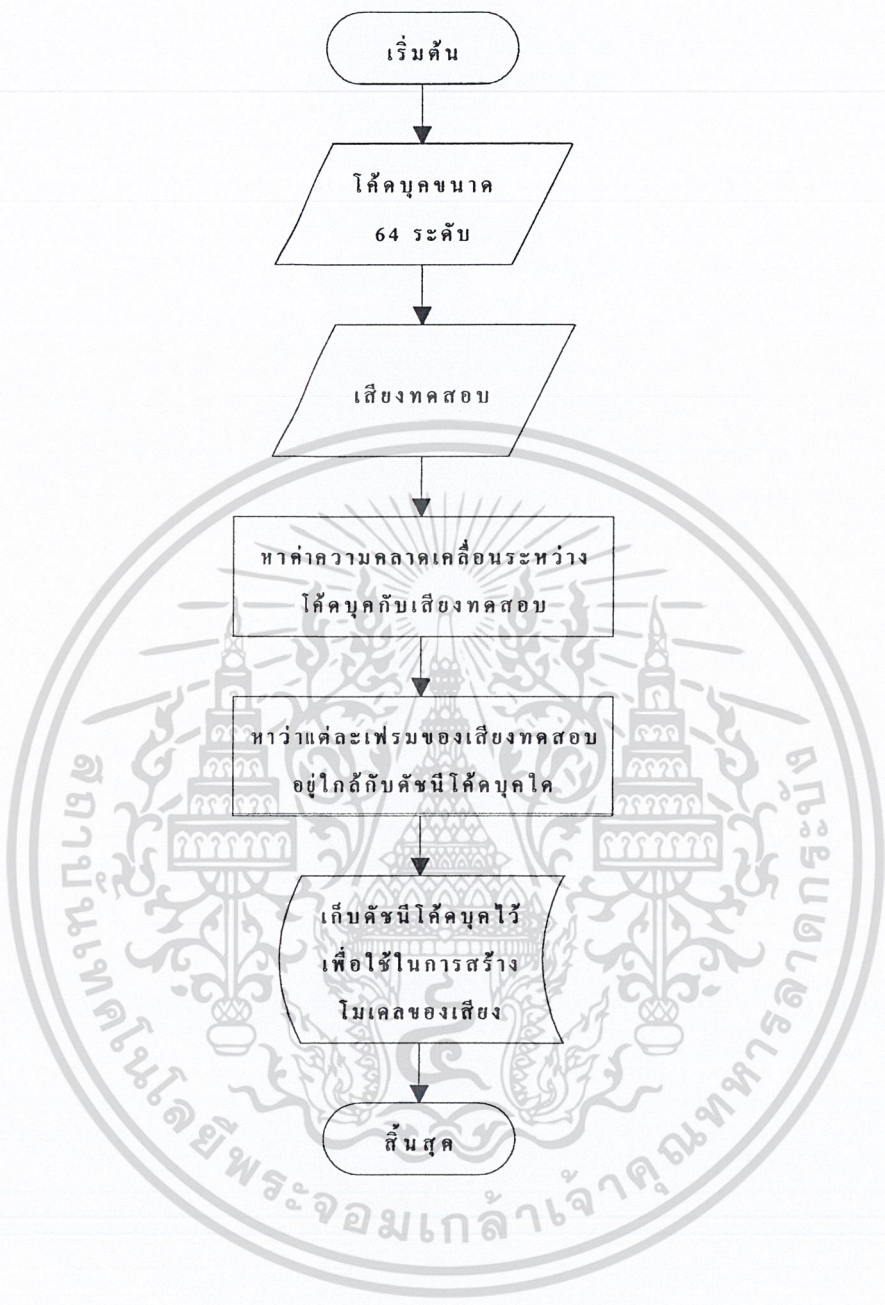 เริ่มต้น
โค้ดบุคขนาด
64 ระดับ
เสียงทดสอบ
หาค่าความคลาดเคลื่อนระหว่าง
โค้ดบุคกับเสียงทดสอบ
หาว่าแต่ละเฟรมของเสียงทดสอบ
อยู่ใกล้กับดัชนีโค้ดบุคใด
เก็บดัชนีโค้ดบุคไว้
เพื่อใช้ในการสร้าง
โมเดลของเสียง
สิ้นสุด
สถาบันเทคโนโลยีพระจอมเกล้าเจ้าคุณทหารลาดกระบัง